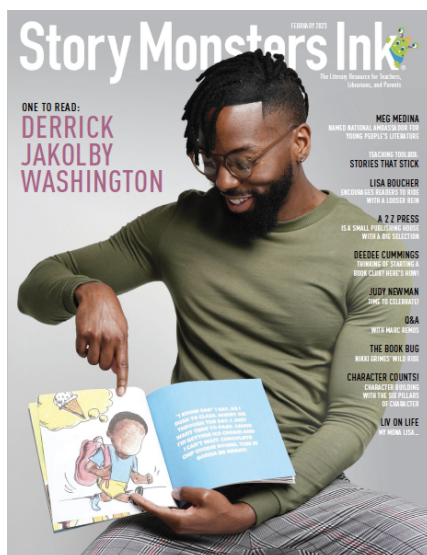 FEBRUARY 2023
Story Monsters Ink
The Literary Resource for Teachers,
Librarians, and Parents
ONE TO READ:
DERRICK
JAKOLBY
WASHINGTON
MEG MEDINA
NAMED NATIONAL AMBASSADOR FOR
YOUNG PEOPLE'S LITERATURE
TEACHING TOOLBOX:
STORIES THAT STICK
LISA BOUCHER
ENCOURAGES READERS TO RIDE
WITH A LOOSER REIN
A 2 Z PRESS
IS A SMALL PUBLISHING HOUSE
WITH A BIG SELECTION
DEEDEE CUMMINGS
THINKING OF STARTING A
BOOK CLUB? HERE'S HOW!
JUDY NEWMAN
TIME TO CELEBRATE!
Q&A
WITH MARC REMUS
THE BOOK BUG
NIKKI GRIMES' WILD RIDE
CHARACTER COUNTS!
CHARACTER BUILDING
WITH THE SIX PILLARS
OF CHARACTER
LIV ON LIFE
MY MONA LISA...